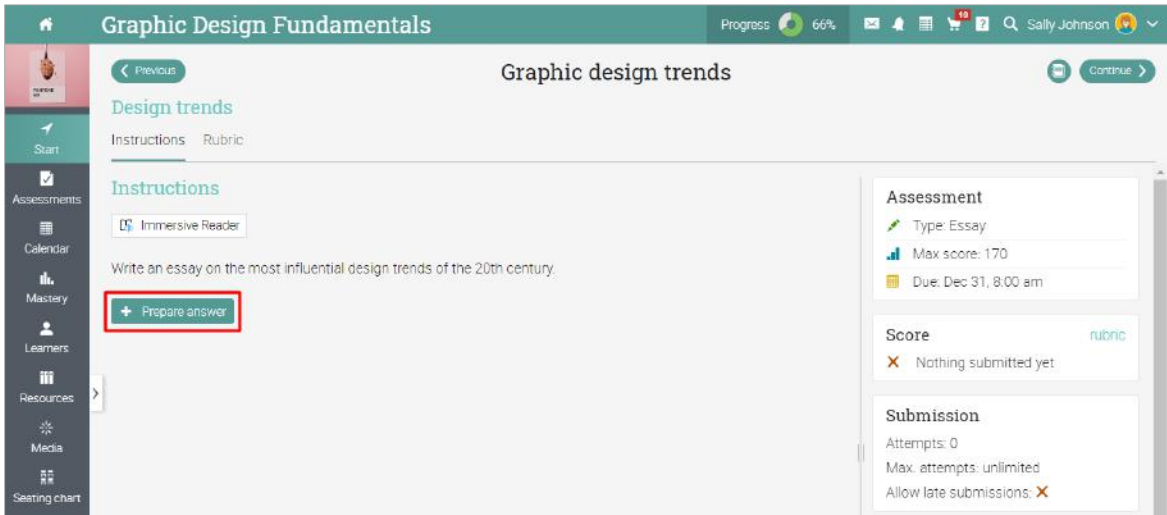 Graphic Design Fundamentals
Progress 66%
10
Sally Johnson
Previous
Graphic design trends
Continue
Design trends
Instructions Rubric
Instructions
Immersive Reader
Write an essay on the most influential design trends of the 20th century.
+ Prepare answer
Start
Assessments
Calendar
Mastery
Learners
Resources
Media
Seating chart
Assessment
Type: Essay
Max score: 170
Due: Dec 31, 8:00 am
Score rubric
Nothing submitted yet
Submission
Attempts: 0
Max. attempts: unlimited
Allow late submissions: